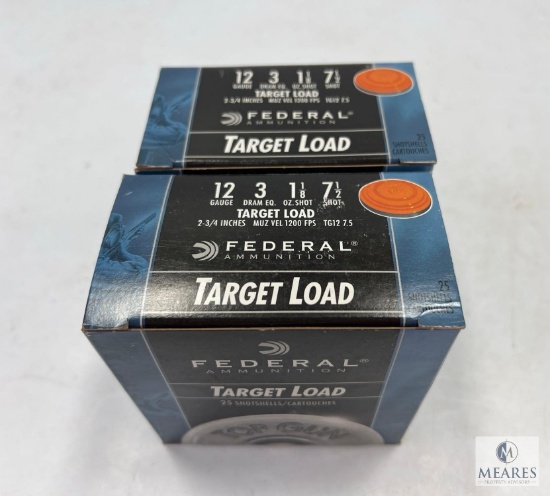 12 3 1 1/8 7 1/2
GAUGE DRAM EQ. OZ. SHOT SHOT
TARGET LOAD
2-3/4 INCHES MUZ VEL 1200 FPS TG12 7.5
FEDERAL®
AMMUNITION
TARGET LOAD
25
SHOTSHELLS
CARTOUCHES
12 3 1 1/8 7 1/2
GAUGE DRAM EQ. OZ. SHOT SHOT
TARGET LOAD
2-3/4 INCHES MUZ VEL 1200 FPS TG12 7.5
FEDERAL®
AMMUNITION
TARGET LOAD
25
FEDERAL®
AMMUNITION
TARGET LOAD
25 SHOTSHELLS/CARTOUCHES
TOP GUN
M
MEARES